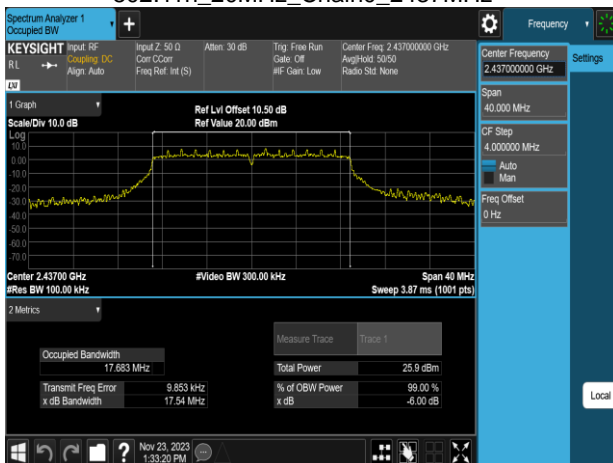 Spectrum Analyzer 1
Occupied BW
Frequency
KEYSIGHT
RL
LXI
Input: RF
Coupling: DC
Align: Auto
Input Z: 50 Ω
Corr CCorr
Freq Ref: Int (S)
Atten: 30 dB
Trig: Free Run
Gate: Off
#IF Gain: Low
Center Freq: 2.437000000 GHz
Avg|Hold: 50/50
Radio Std: None
Center Frequency
2.437000000 GHz
Settings
Span
40.000 MHz
CF Step
4.000000 MHz
Auto
Man
Freq Offset
0 Hz
Local
1 Graph
Scale/Div 10.0 dB
Ref Lvl Offset 10.50 dB
Ref Value 20.00 dBm
Log
10.0
0.00
-10.0
-20.0
-30.0
-40.0
-50.0
-60.0
-70.0
Center 2.43700 GHz
#Video BW 300.00 kHz
Span 40 MHz
#Res BW 100.00 kHz
Sweep 3.87 ms (1001 pts)
2 Metrics
Measure Trace
Trace 1
Occupied Bandwidth
17.683 MHz
Total Power
25.9 dBm
Transmit Freq Error
9.853 kHz
% of OBW Power
99.00 %
x dB Bandwidth
17.54 MHz
x dB
-6.00 dB
Nov 23, 2023
1:33:20 PM